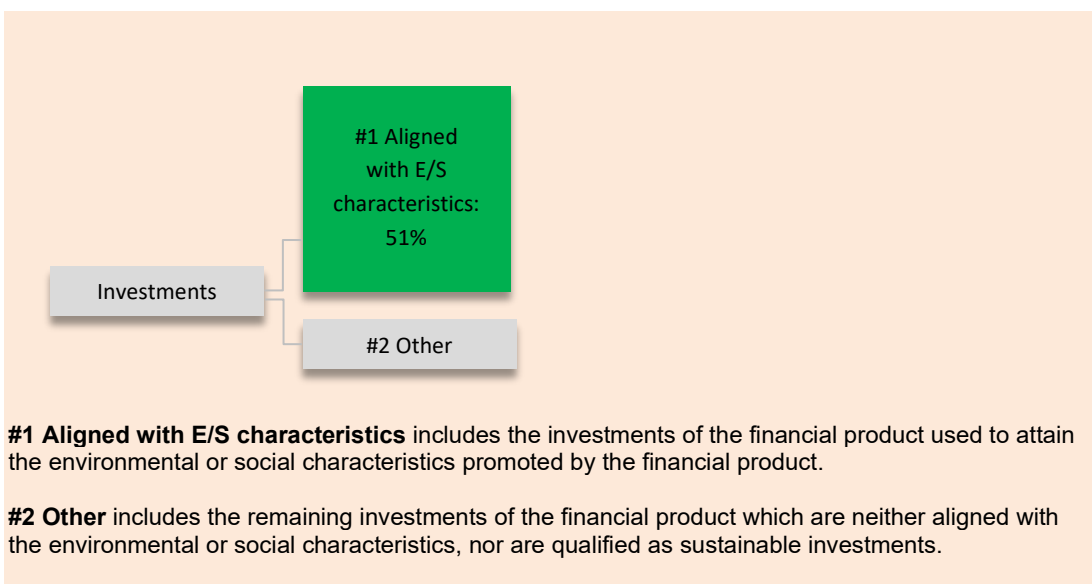 #1 Aligned
with E/S
characteristics:
51%
Investments
#2 Other
#1 Aligned with E/S characteristics includes the investments of the financial product used to attain
the environmental or social characteristics promoted by the financial product.
#2 Other includes the remaining investments of the financial product which are neither aligned with
the environmental or social characteristics, nor are qualified as sustainable investments.